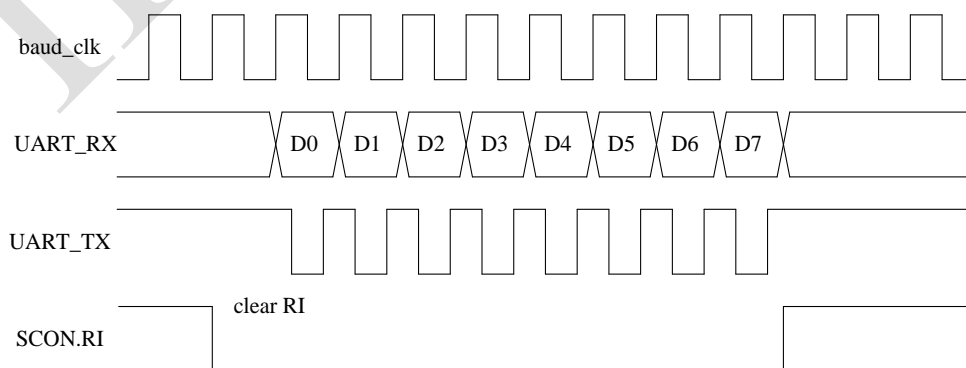 baud_clk
UART_RX D0 D1 D2 D3 D4 D5 D6 D7
UART_TX
clear RI
SCON.RI